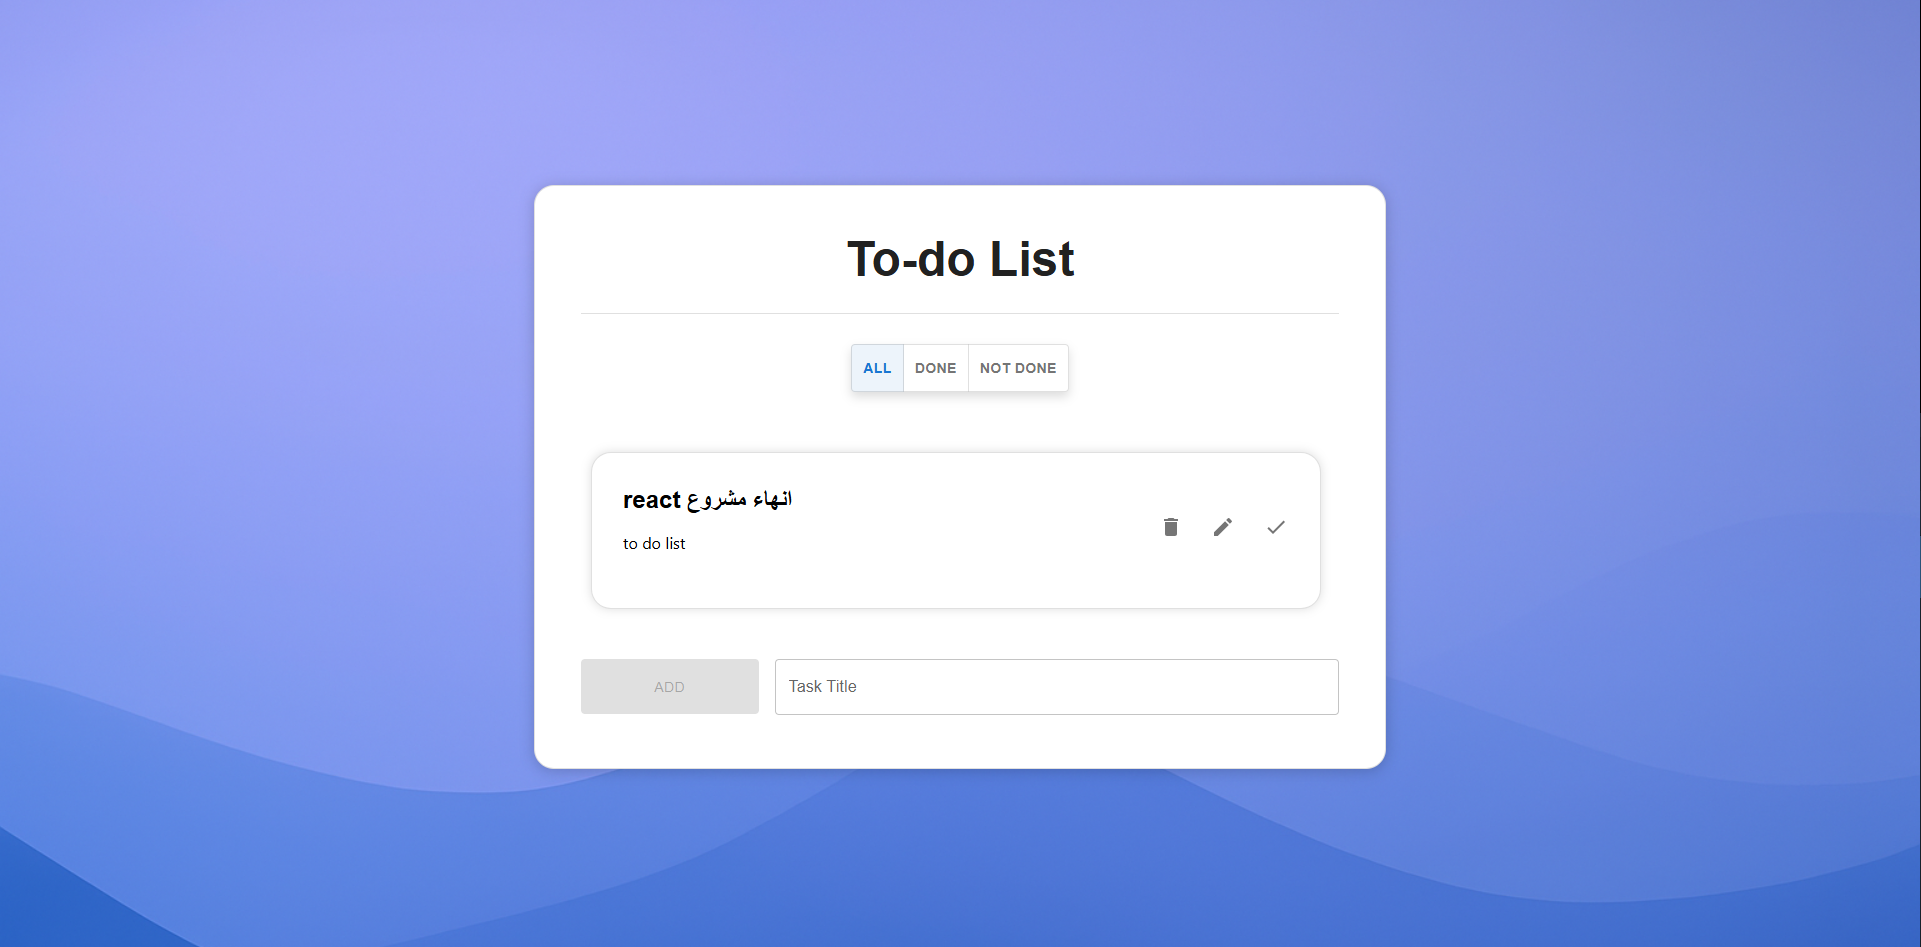 To-do List
ALL
DONE
NOT DONE
react انهاء مشروع
to do list
ADD
Task Title